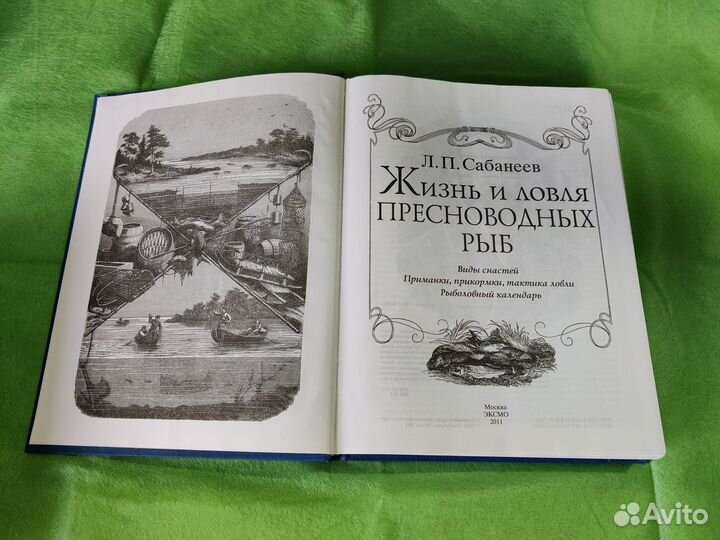 Л. П. Сабанеев
Жизнь и ловля
ПРЕСНОВОДНЫХ
РЫБ
Виды снастей
Приманки, прикормки, тактика ловли
Рыболовный календарь
Москва
ЭКСМО
2011
Avito